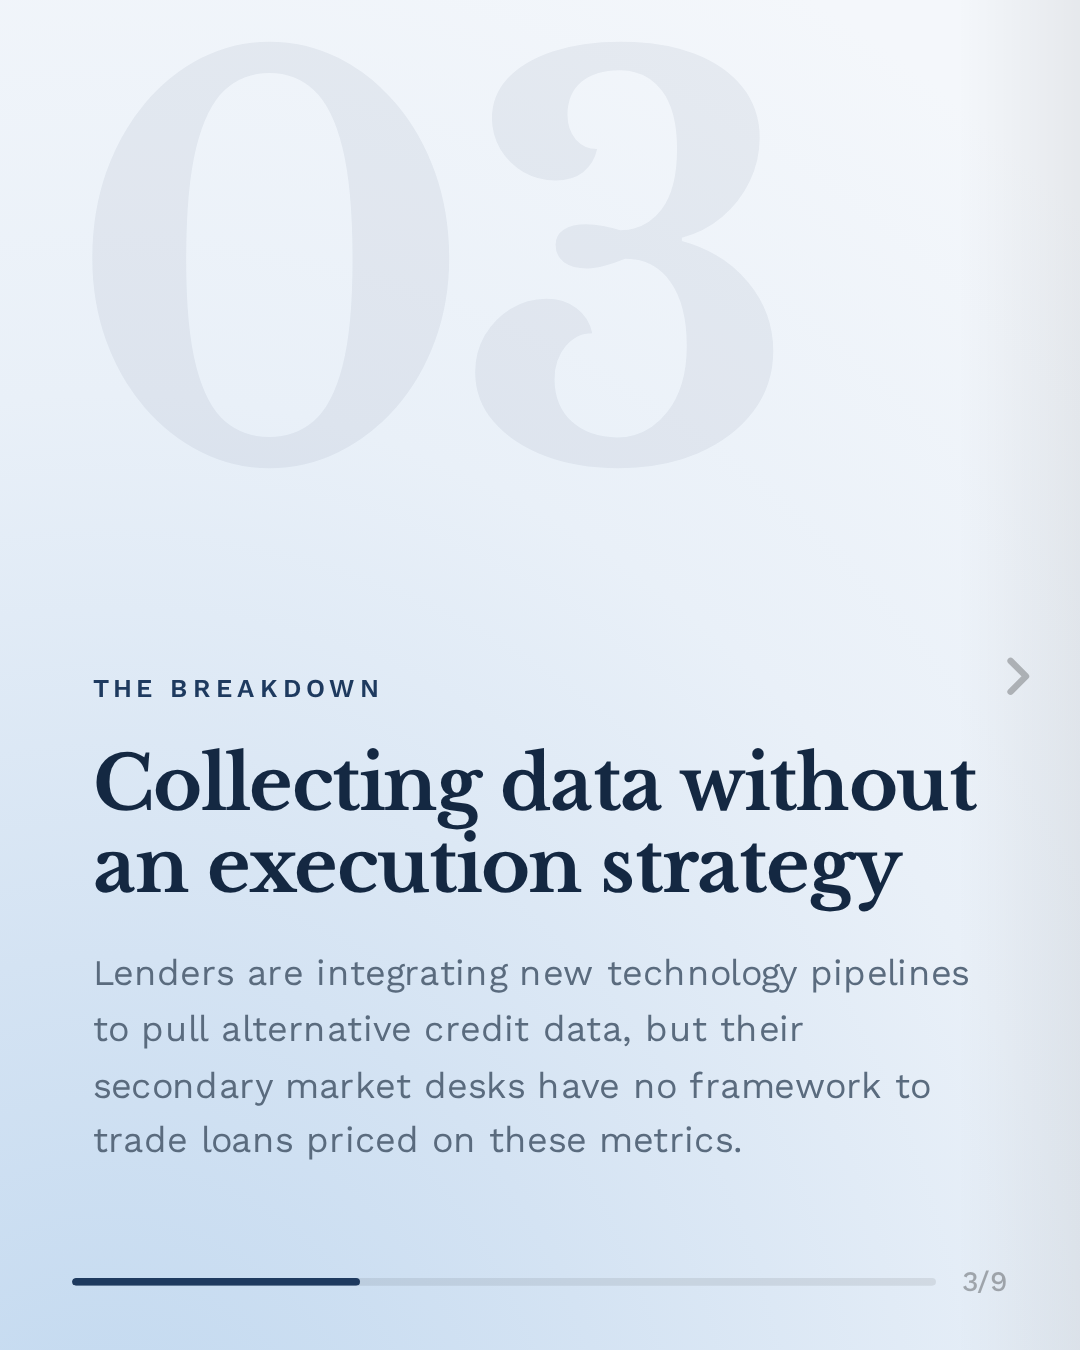 03
THE BREAKDOWN
Collecting data without
an execution strategy
Lenders are integrating new technology pipelines
to pull alternative credit data, but their
secondary market desks have no framework to
trade loans priced on these metrics.
3/9